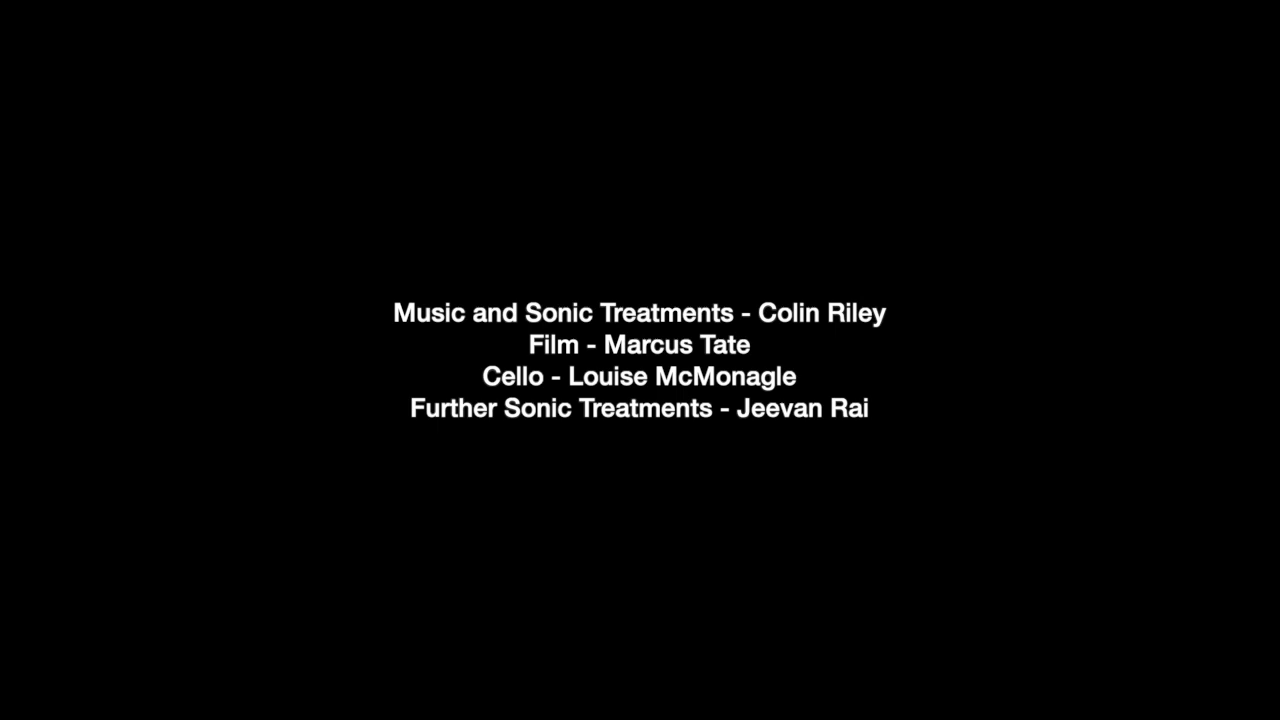 Music and Sonic Treatments - Colin Riley
Film - Marcus Tate
Cello - Louise McMonagle
Further Sonic Treatments - Jeevan Rai